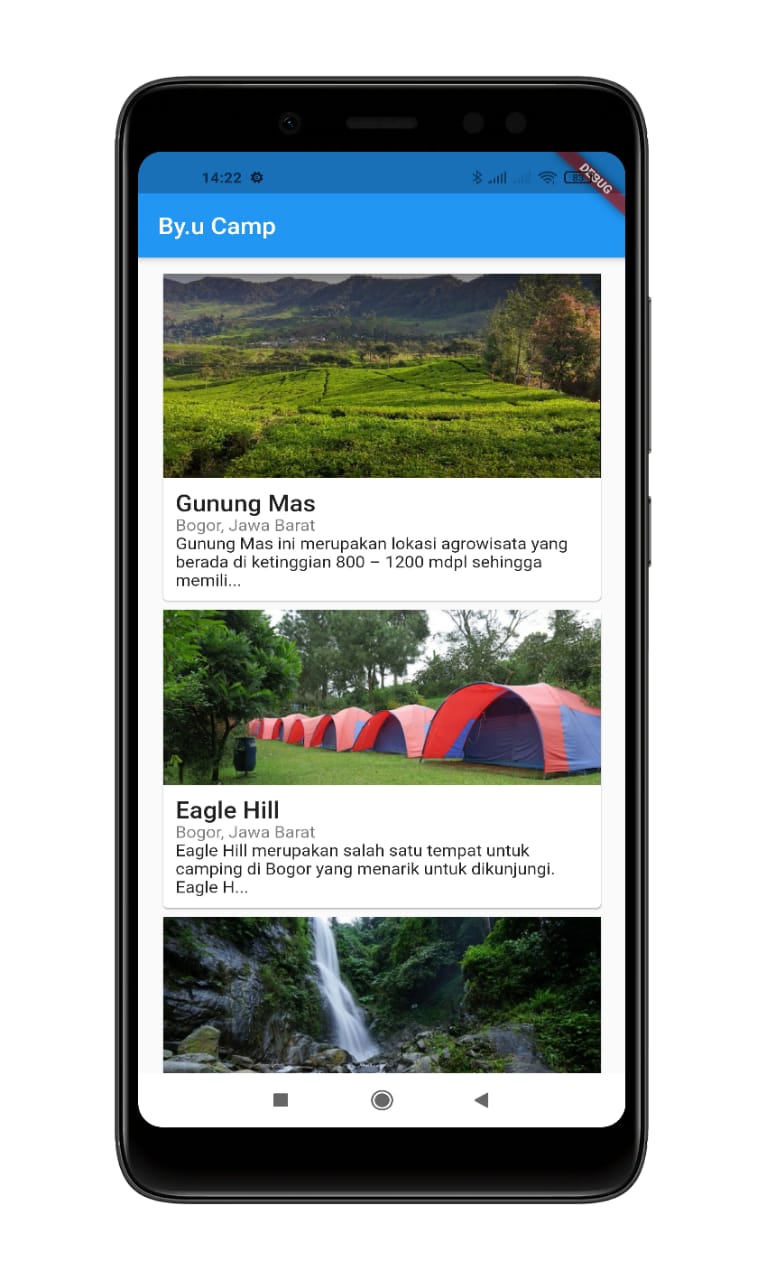 14:22
DEBUG
By.u Camp
Gunung Mas
Bogor, Jawa Barat
Gunung Mas ini merupakan lokasi agrowisata yang
berada di ketinggian 800 – 1200 mdpl sehingga
memili...
Eagle Hill
Bogor, Jawa Barat
Eagle Hill merupakan salah satu tempat untuk
camping di Bogor yang menarik untuk dikunjungi.
Eagle H...